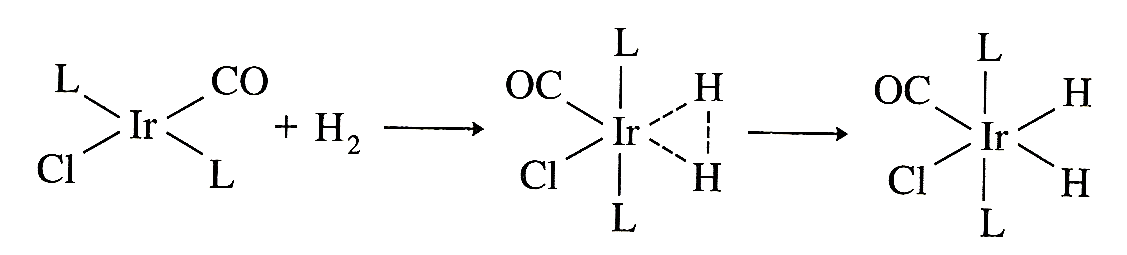 L CO Ir + H₂ Cl L
L OC H Ir H Cl L
L OC H Ir Cl H L